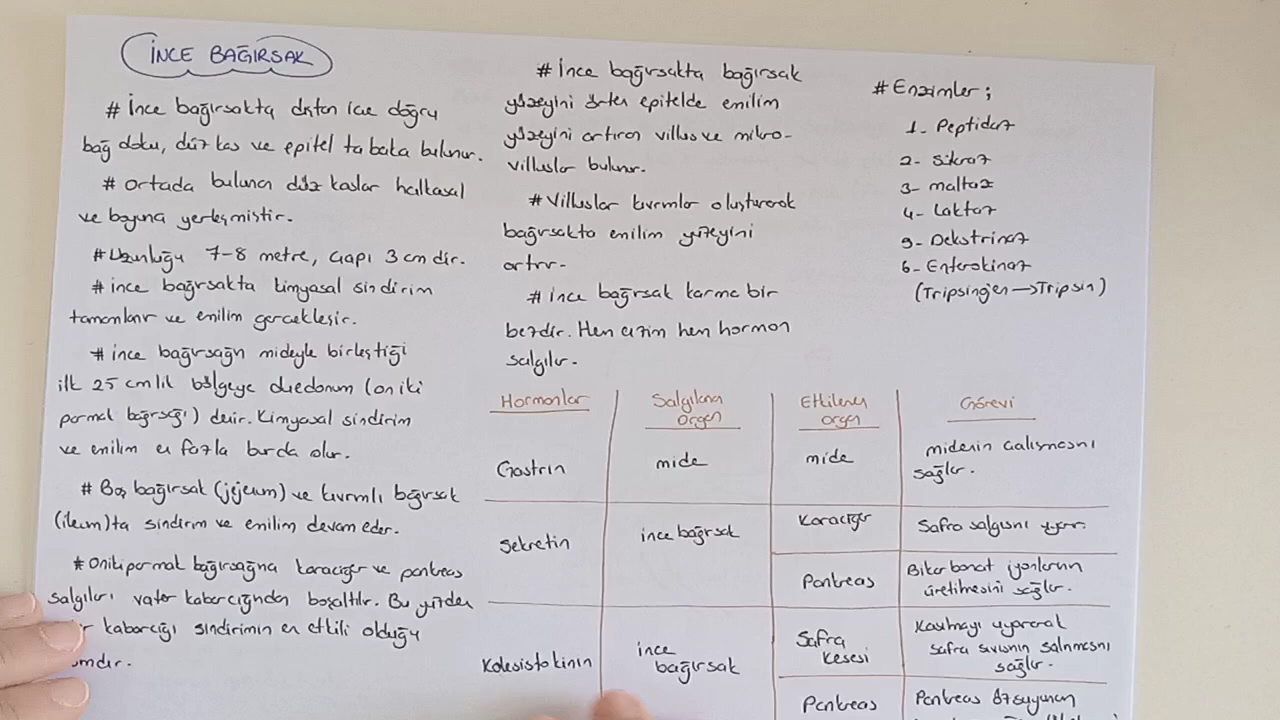 İNCE BAĞIRSAK
# İnce bağırsakta dıştan içe doğru
bağ doku, düz kas ve epitel tabaka bulunur.
# Ortada bulunan düz kaslar halkasal
ve boyuna yerleşmiştir.
# Uzunluğu 7-8 metre, çapı 3 cm dir.
# İnce bağırsakta kimyasal sindirim
tamamlanır ve emilim gerçekleşir.
# İnce bağırsağın mideyle birleştiği
ilk 25 cm lik bölgeye duedonum (on iki
parmak bağırsağı) denir. Kimyasal sindirim
ve emilim en fazla burda olur.
# Boş bağırsak (jejenum) ve kıvrımlı bağırsak
(ileum)ta sindirim ve emilim devam eder.
# Onikiparmak bağırsağına karaciğer ve pankreas
salgıları vater kabarcığından boşaltılır. Bu yüzden
kabarcığı sindirimin en etkili olduğu
# İnce bağırsakta bağırsak
yüzeyini örten epitelde emilim
yüzeyini artıran villus ve mikro-
villuslar bulunur.
# Villuslar kıvrımlar oluşturarak
bağırsakta emilim yüzeyini
artırır.
# İnce bağırsak karma bir
bezdir. Hem enzim hem hormon
salgılar.
# Enzimler ;
1- Peptidaz
2- Sükraz
3- maltaz
4- Laktaz
5- Dekstrinaz
6- Enterokinaz
(Tripsinojen → Tripsin)
Hormonlar Salgılanan Organ Etkilenen organ Görevi
Gastrin mide mide midenin çalışmasını
sağlar.
Sekretin ince bağırsak Karaciğer Safra salgısını uyarır.
Pankreas Bikarbonat iyonlarının
üretilmesini sağlar.
Kolesistokinin ince bağırsak Safra kesesi Kasılmayı uyararak
safra sıvısının salınmasını
sağlar.
Pankreas Pankreas özsuyunun